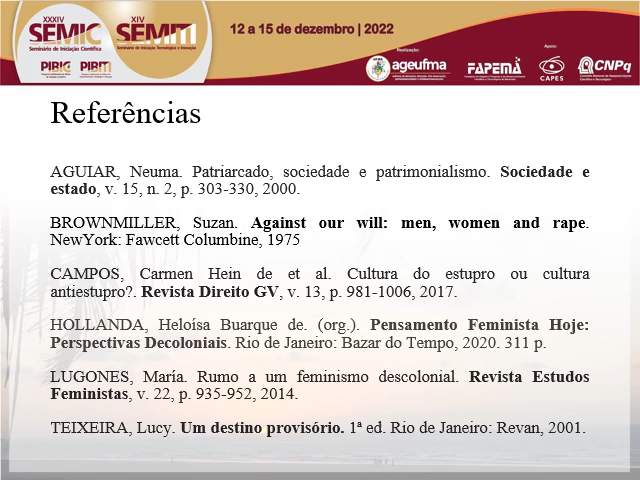 XXXIV
SEMIC
Seminário de Iniciação Científica
XIV
SEMITI
Seminário de Iniciação Tecnológica e Inovação
PIBIC
PIBITI
12 a 15 de dezembro | 2022
Realização:
ageufma
Apoio:
FAPEMA
CAPES
CNPq
Referências
AGUIAR, Neuma. Patriarcado, sociedade e patrimonialismo. Sociedade e
estado, v. 15, n. 2, p. 303-330, 2000.
BROWNMILLER, Suzan. Against our will: men, women and rape.
NewYork: Fawcett Columbine, 1975
CAMPOS, Carmen Hein de et al. Cultura do estupro ou cultura
antiestupro?. Revista Direito GV, v. 13, p. 981-1006, 2017.
HOLLANDA, Heloísa Buarque de. (org.). Pensamento Feminista Hoje:
Perspectivas Decoloniais. Rio de Janeiro: Bazar do Tempo, 2020. 311 p.
LUGONES, María. Rumo a um feminismo descolonial. Revista Estudos
Feministas, v. 22, p. 935-952, 2014.
TEIXEIRA, Lucy. Um destino provisório. 1ª ed. Rio de Janeiro: Revan, 2001.